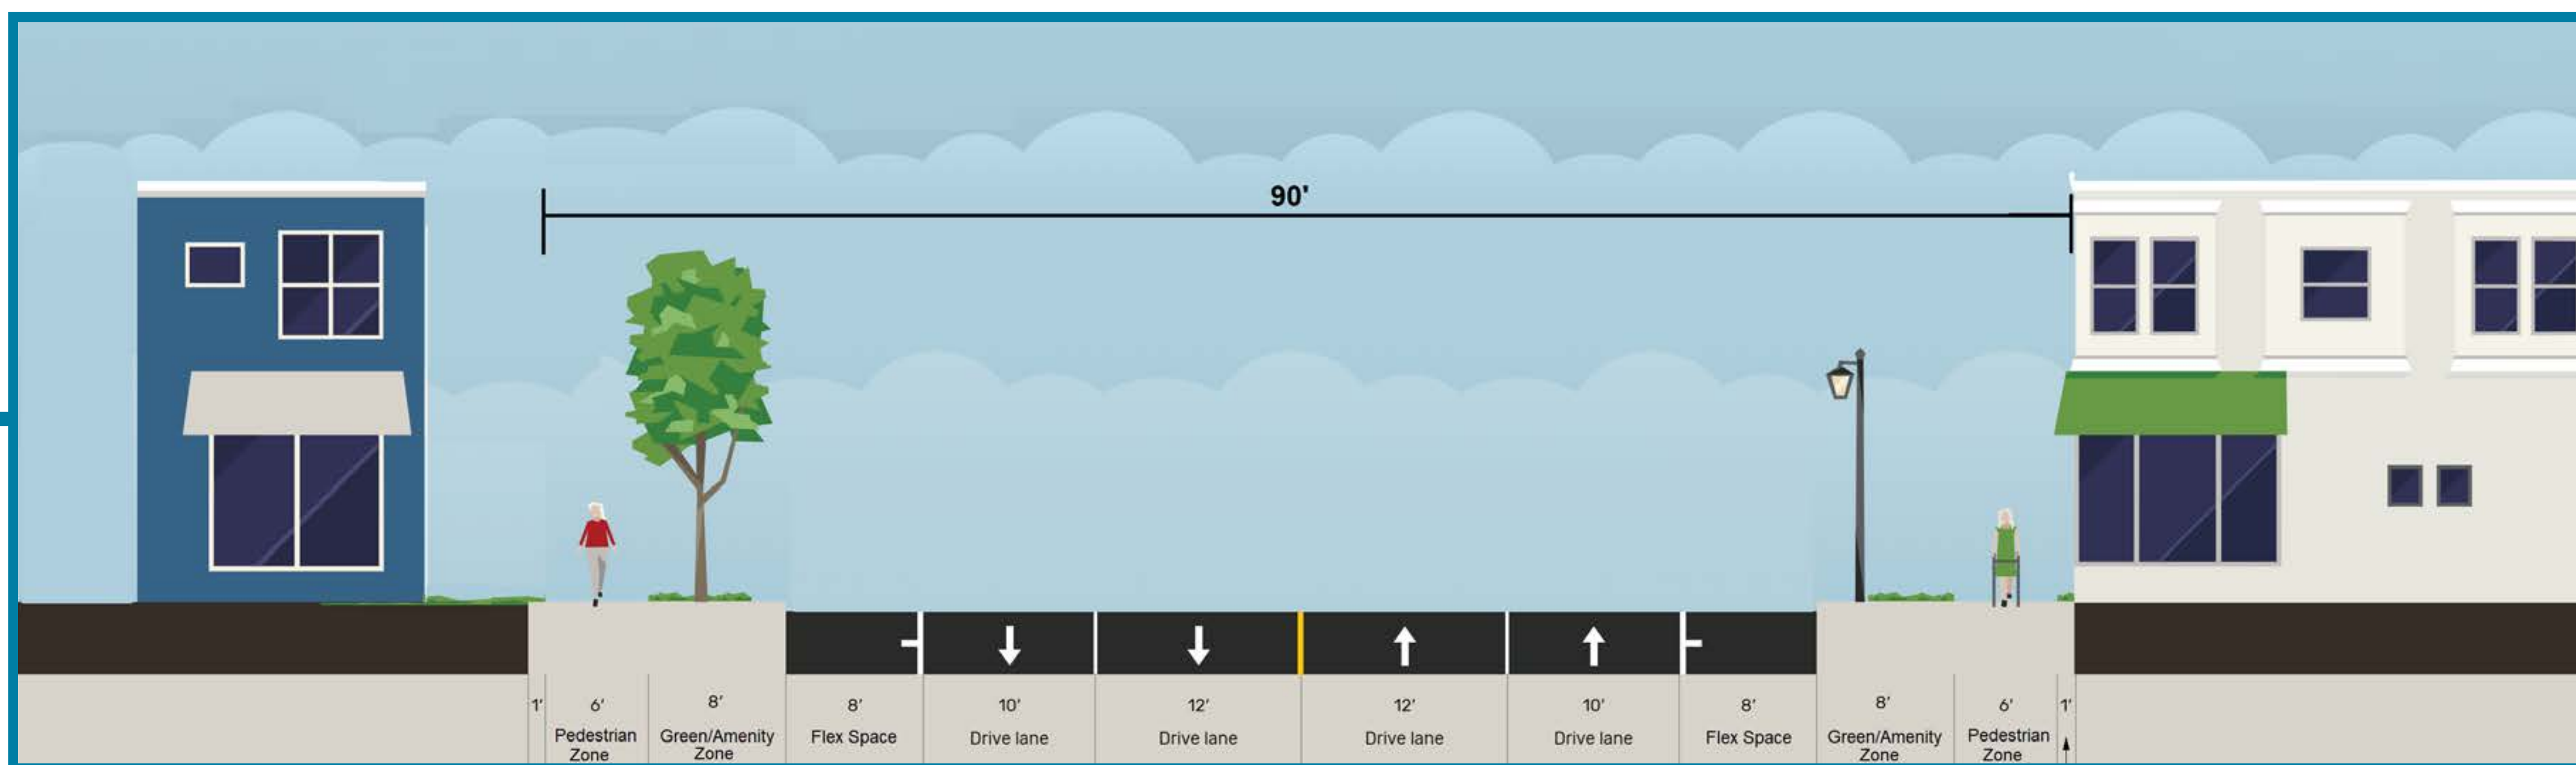 90'
1' 6' 8' 8' 10' 12' 12' 10' 8' 8' 6' 1'
Pedestrian Zone
Green/Amenity Zone
Flex Space
Drive lane
Drive lane
Drive lane
Drive lane
Flex Space
Green/Amenity Zone
Pedestrian Zone